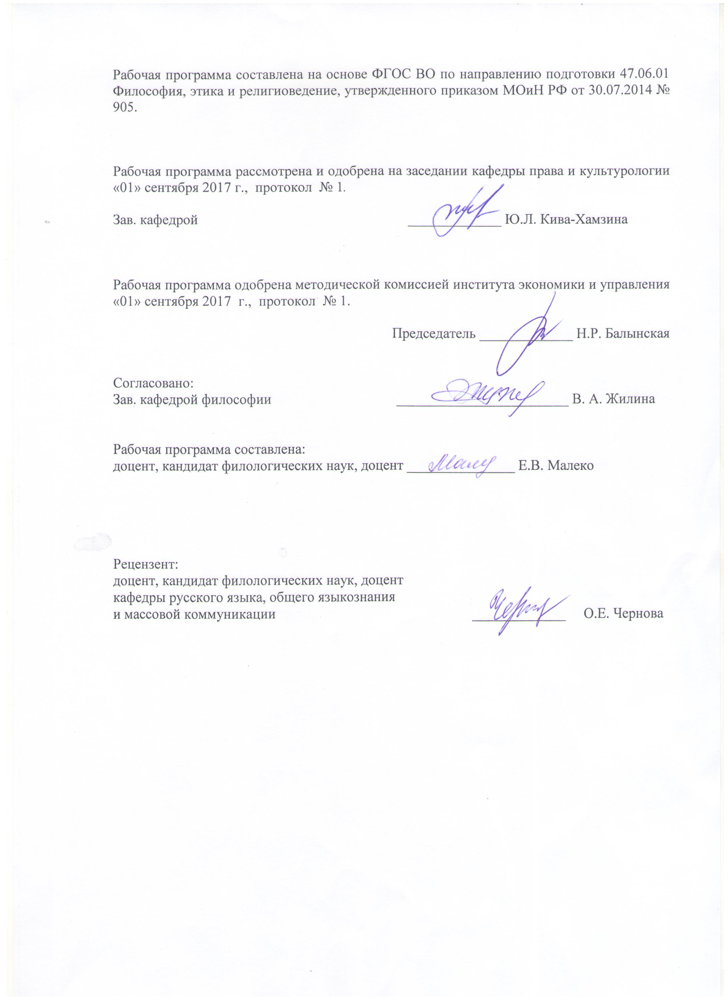 Рабочая программа составлена на основе ФГОС ВО по направлению подготовки 47.06.01
Философия, этика и религиоведение, утвержденного приказом МОиН РФ от 30.07.2014 №
905.
Рабочая программа рассмотрена и одобрена на заседании кафедры права и культурологии
«01» сентября 2017 г., протокол № 1.
Зав. кафедрой ______________ Ю.Л. Кива-Хамзина
Рабочая программа одобрена методической комиссией института экономики и управления
«01» сентября 2017 г., протокол № 1.
Председатель ______________ Н.Р. Балынская
Согласовано:
Зав. кафедрой философии __________________________ В. А. Жилина
Рабочая программа составлена:
доцент, кандидат филологических наук, доцент ________________ Е.В. Малеко
Рецензент:
доцент, кандидат филологических наук, доцент
кафедры русского языка, общего языкознания
и массовой коммуникации ______________ О.Е. Чернова